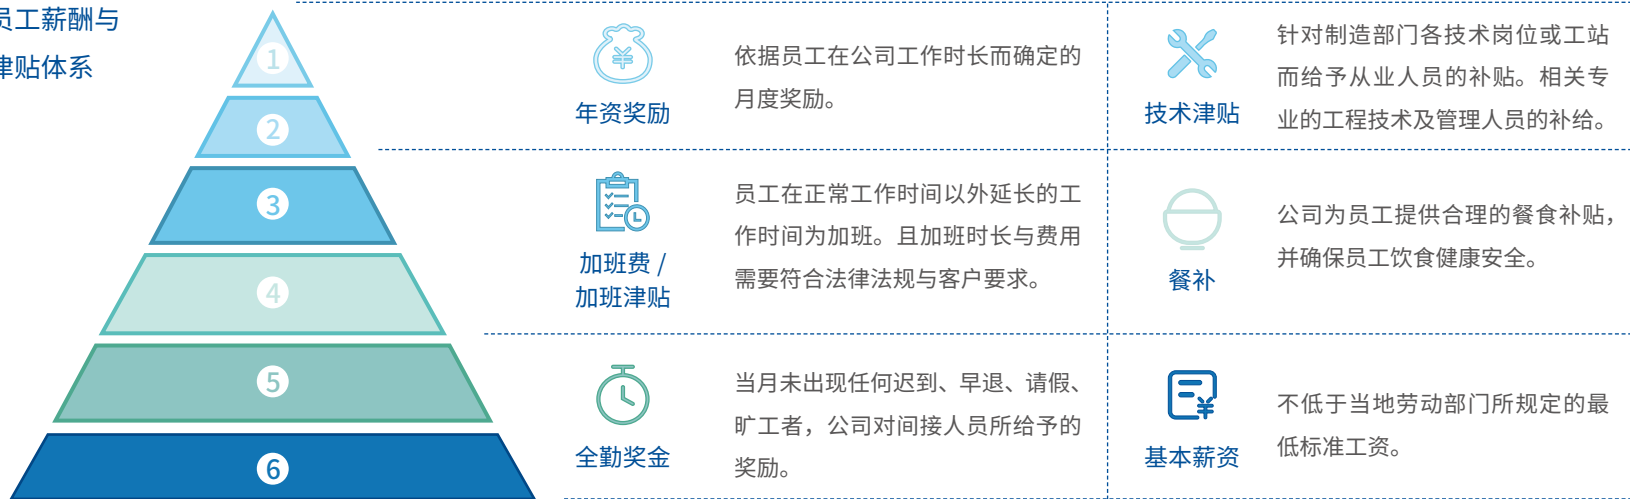 员工薪酬与
津贴体系
1
2
3
4
5
6
年资奖励
依据员工在公司工作时长而确定的
月度奖励。
技术津贴
针对制造部门各技术岗位或工站
而给予从业人员的补贴。相关专
业的工程技术及管理人员的补给。
加班费 /
加班津贴
员工在正常工作时间以外延长的工
作时间为加班。且加班时长与费用
需要符合法律法规与客户要求。
餐补
公司为员工提供合理的餐食补贴，
并确保员工饮食健康安全。
全勤奖金
当月未出现任何迟到、早退、请假、
旷工者，公司对间接人员所给予的
奖励。
基本薪资
不低于当地劳动部门所规定的最
低标准工资。